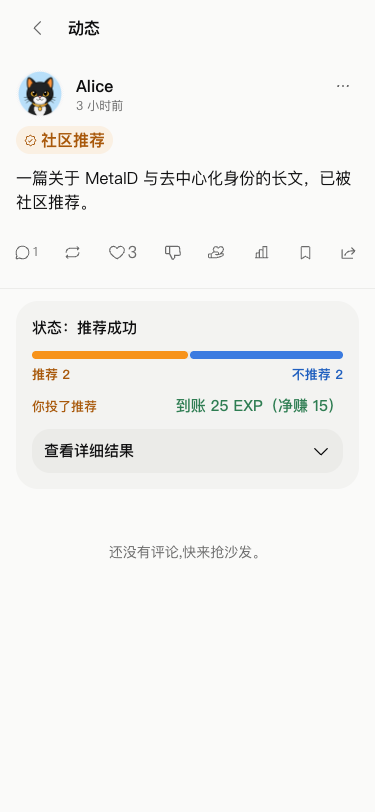 动态
Alice
3 小时前
社区推荐
一篇关于 MetaID 与去中心化身份的长文，已被
社区推荐。
1
3
状态：推荐成功
推荐 2
不推荐 2
你投了推荐
到账 25 EXP（净赚 15）
查看详细结果
还没有评论,快来抢沙发。